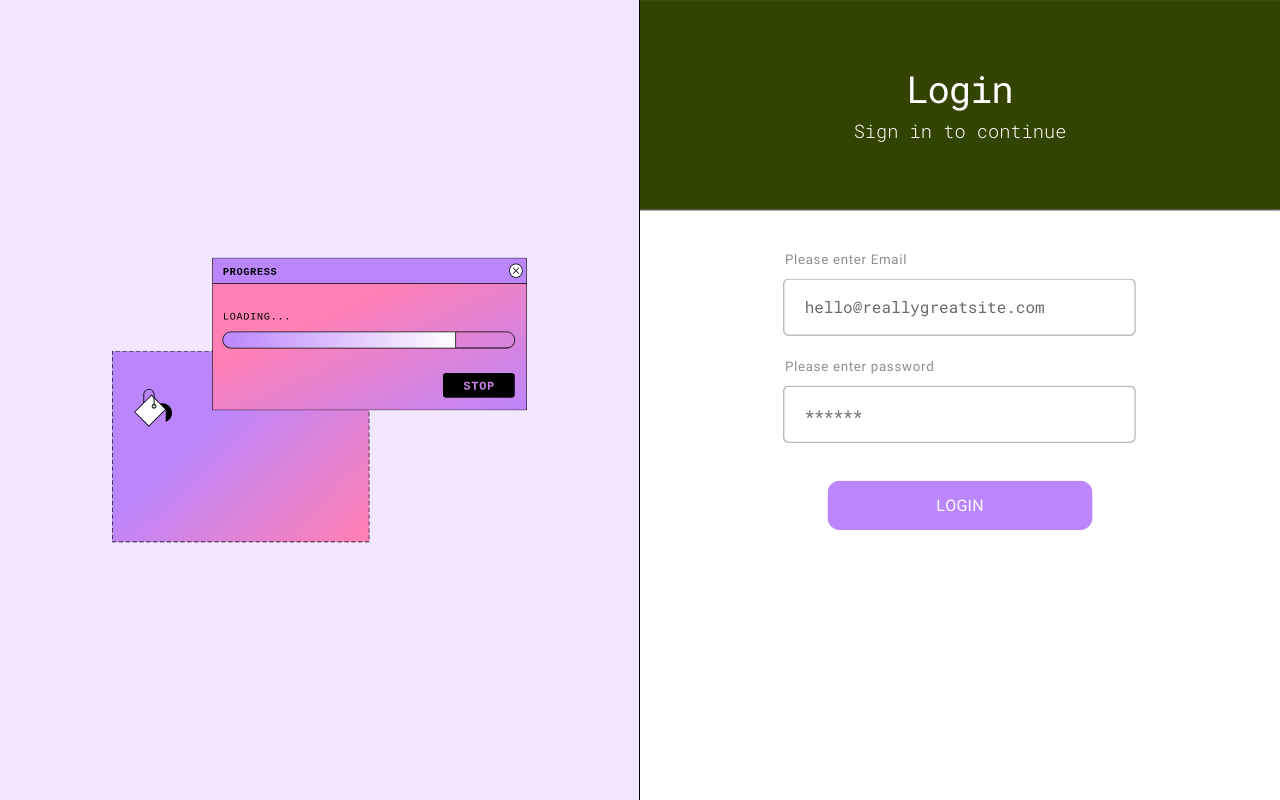 PROGRESS
LOADING...
STOP
Login
Sign in to continue
Please enter Email
hello@reallygreatsite.com
Please enter password
******
LOGIN